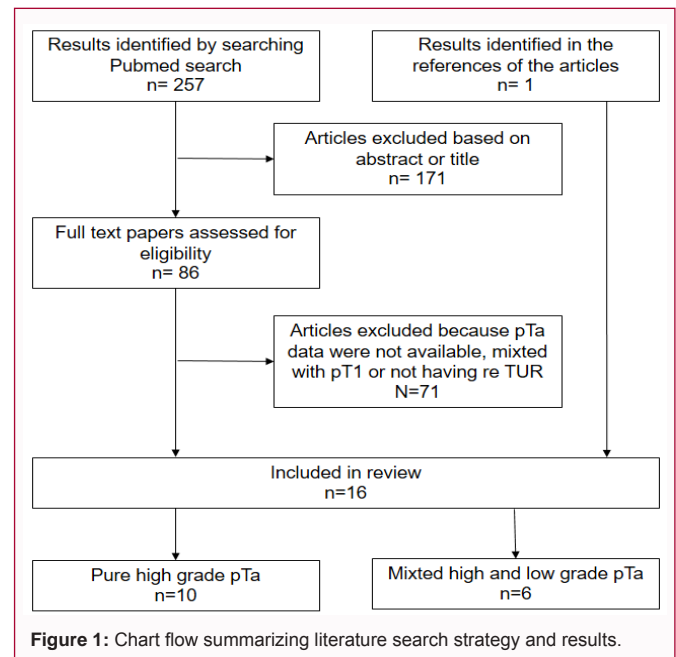 Results identified by searching
Pubmed search
n= 257
Results identified in the
references of the articles
n= 1
Articles excluded based on
abstract or title
n= 171
Full text papers assessed for
eligibility
n= 86
Articles excluded because pTa
data were not available, mixted
with pT1 or not having re TUR
N=71
Included in review
n=16
Pure high grade pTa
n=10
Mixted high and low grade pTa
n=6
Figure 1: Chart flow summarizing literature search strategy and results.